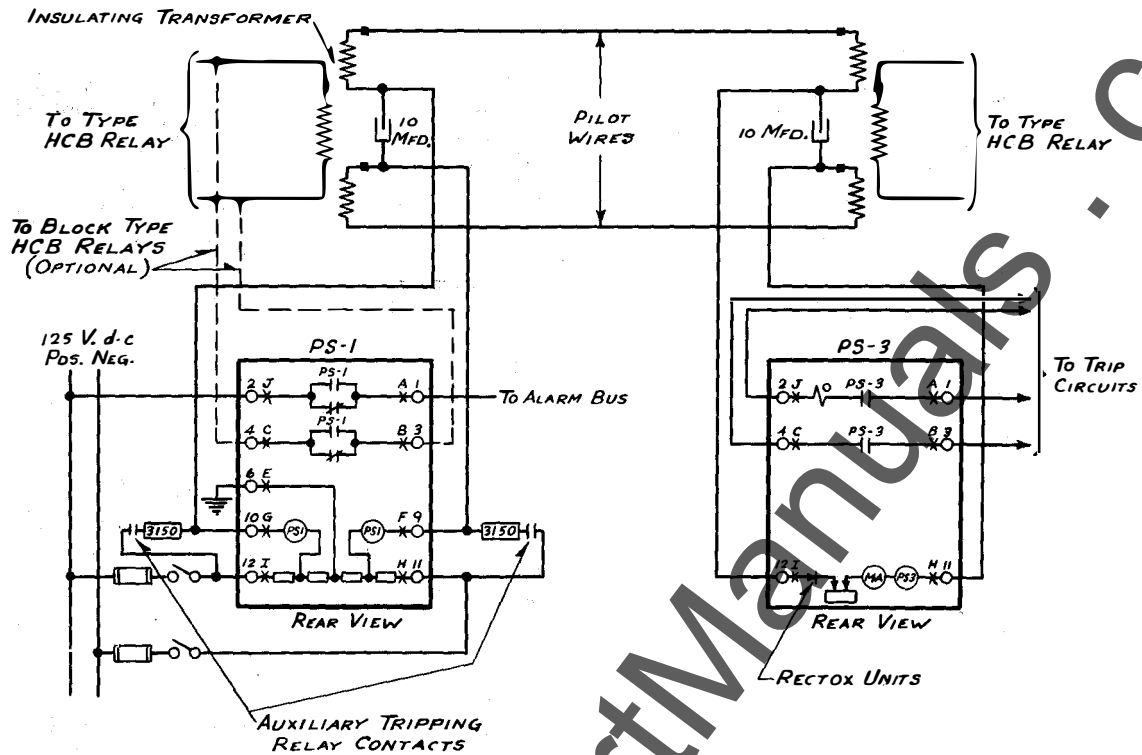 INSULATING TRANSFORMER
TO TYPE
HCB RELAY
10
MFD.
PILOT
WIRES
10 MFD.
TO TYPE
HCB RELAY
TO BLOCK TYPE
HCB RELAYS
(OPTIONAL)
125 V. d-c
POS. NEG.
PS-1
2 J
PS-1
A 1
TO ALARM BUS
4 C
PS-1
B 3
6 E
3150
10 G
PS1
PS1
F 9
3150
12 I
H 11
REAR VIEW
AUXILIARY TRIPPING
RELAY CONTACTS
PS-3
2 J
PS-3
A 1
4 C
PS-3
B
TO TRIP
CIRCUITS
12 I
MA
PS3
H 11
REAR VIEW
RECTOX UNITS